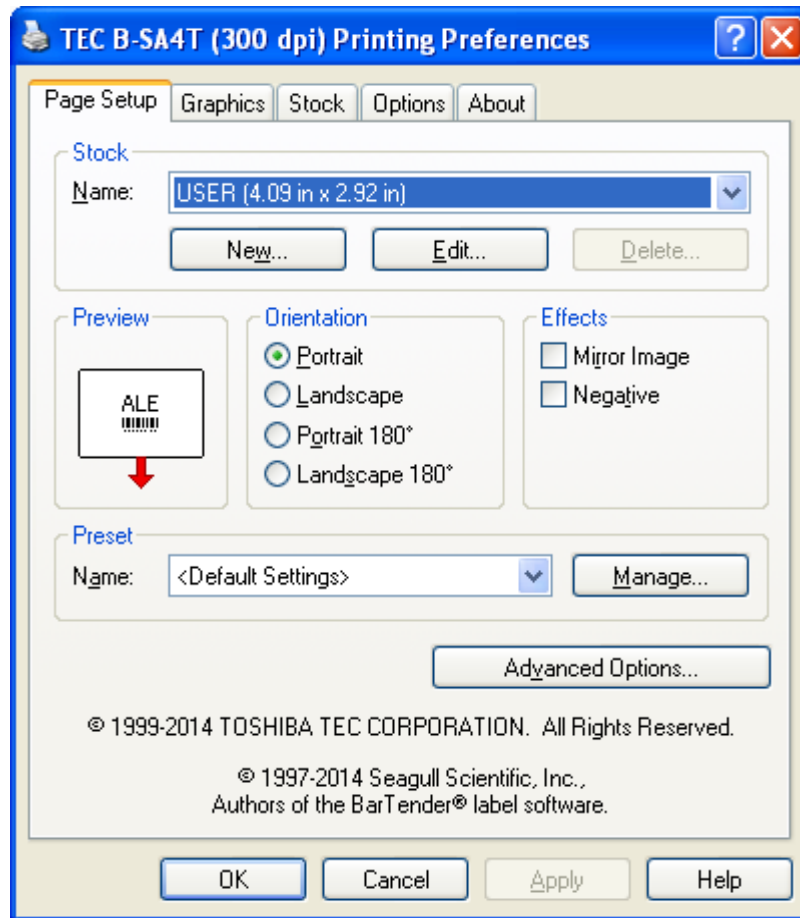 TEC B-SA4T (300 dpi) Printing Preferences
Page Setup Graphics Stock Options About
Stock
Name: USER (4.09 in x 2.92 in)
New... Edit... Delete...
Preview Orientation Effects
Portrait Mirror Image
ALE Landscape Negative
Portrait 180°
Landscape 180°
Preset
Name: <Default Settings> Manage...
Advanced Options...
© 1999-2014 TOSHIBA TEC CORPORATION. All Rights Reserved.
© 1997-2014 Seagull Scientific, Inc.,
Authors of the BarTender® label software.
OK Cancel Apply Help